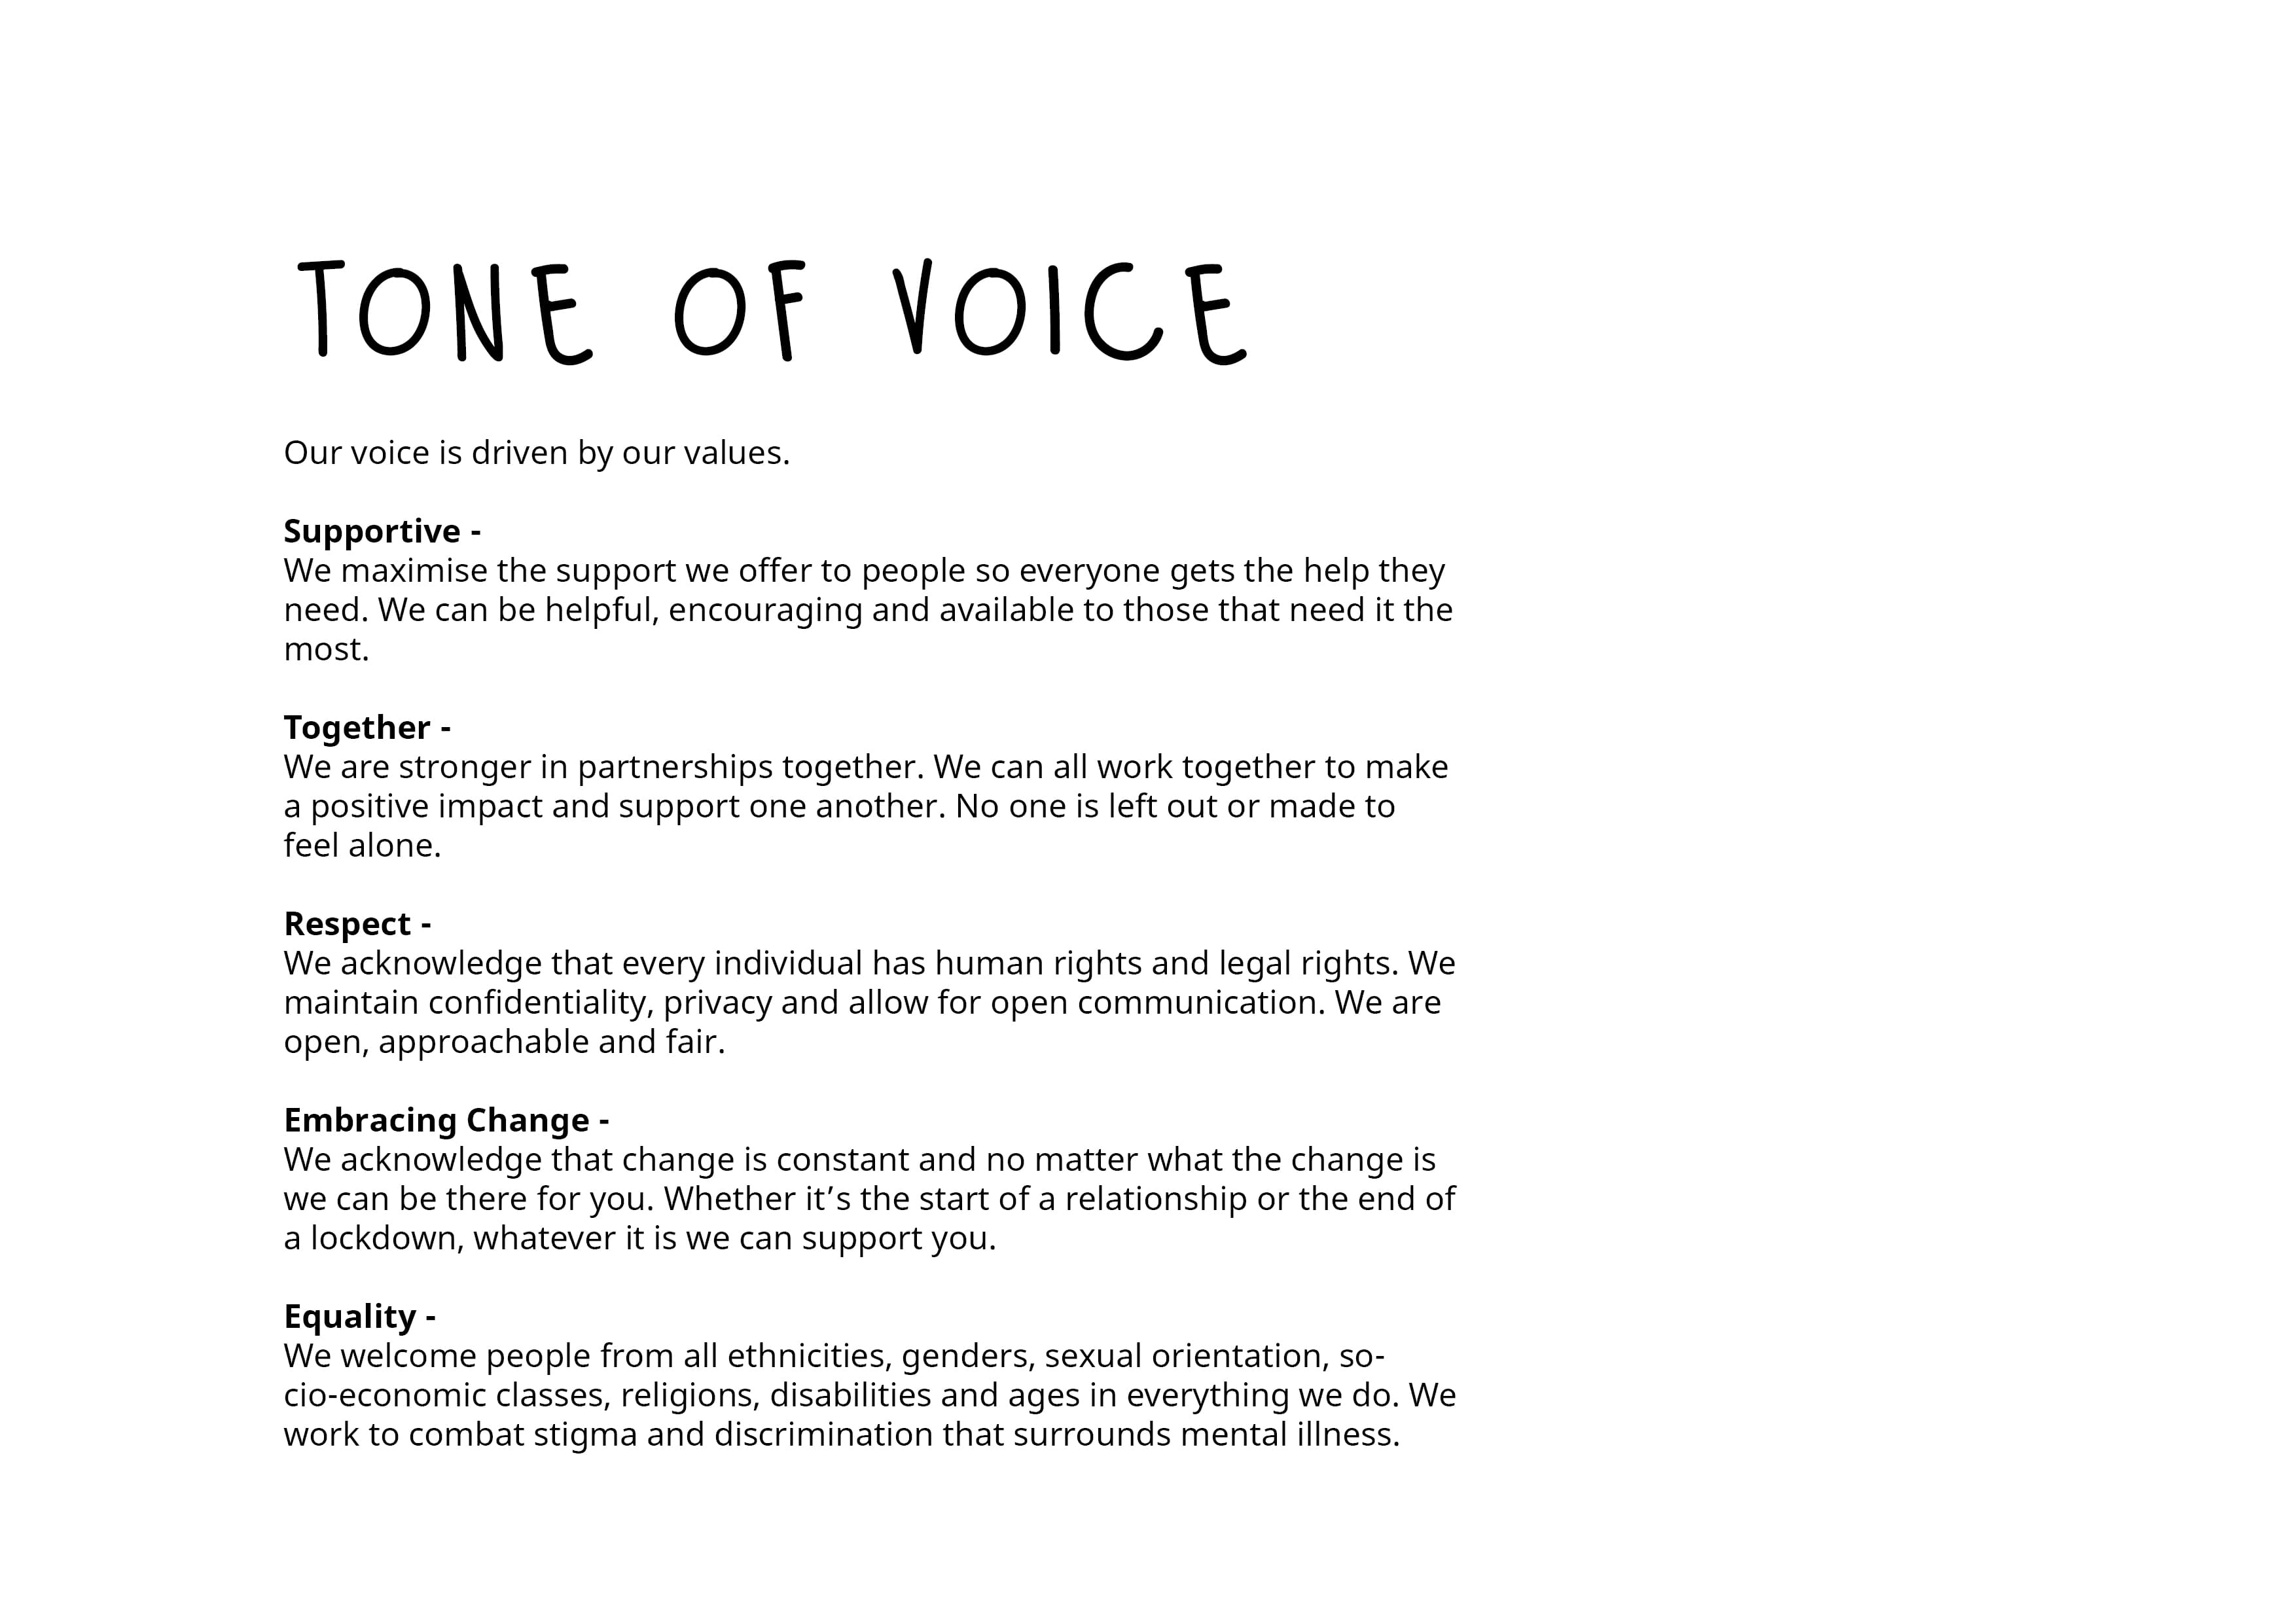 TONE OF VOICE
Our voice is driven by our values.
Supportive -
We maximise the support we offer to people so everyone gets the help they
need. We can be helpful, encouraging and available to those that need it the
most.
Together -
We are stronger in partnerships together. We can all work together to make
a positive impact and support one another. No one is left out or made to
feel alone.
Respect -
We acknowledge that every individual has human rights and legal rights. We
maintain confidentiality, privacy and allow for open communication. We are
open, approachable and fair.
Embracing Change -
We acknowledge that change is constant and no matter what the change is
we can be there for you. Whether it’s the start of a relationship or the end of
a lockdown, whatever it is we can support you.
Equality -
We welcome people from all ethnicities, genders, sexual orientation, so-
cio-economic classes, religions, disabilities and ages in everything we do. We
work to combat stigma and discrimination that surrounds mental illness.